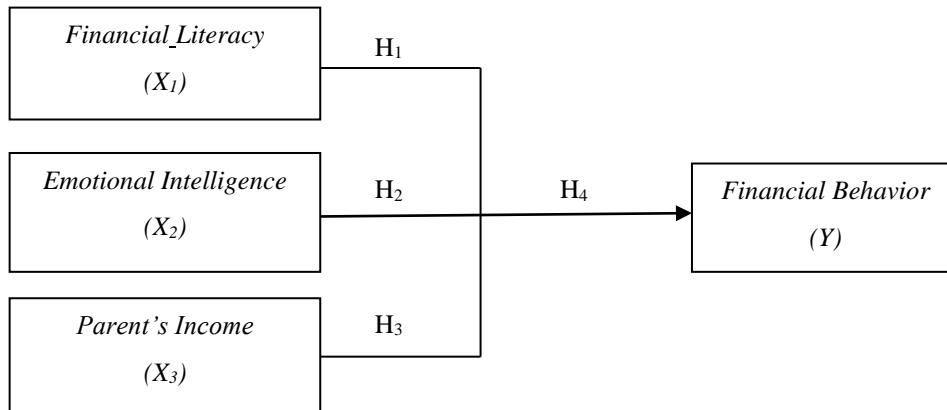 Financial Literacy
(X1)
H1
Emotional Intelligence
(X2)
H2
H4
Financial Behavior
(Y)
Parent’s Income
(X3)
H3